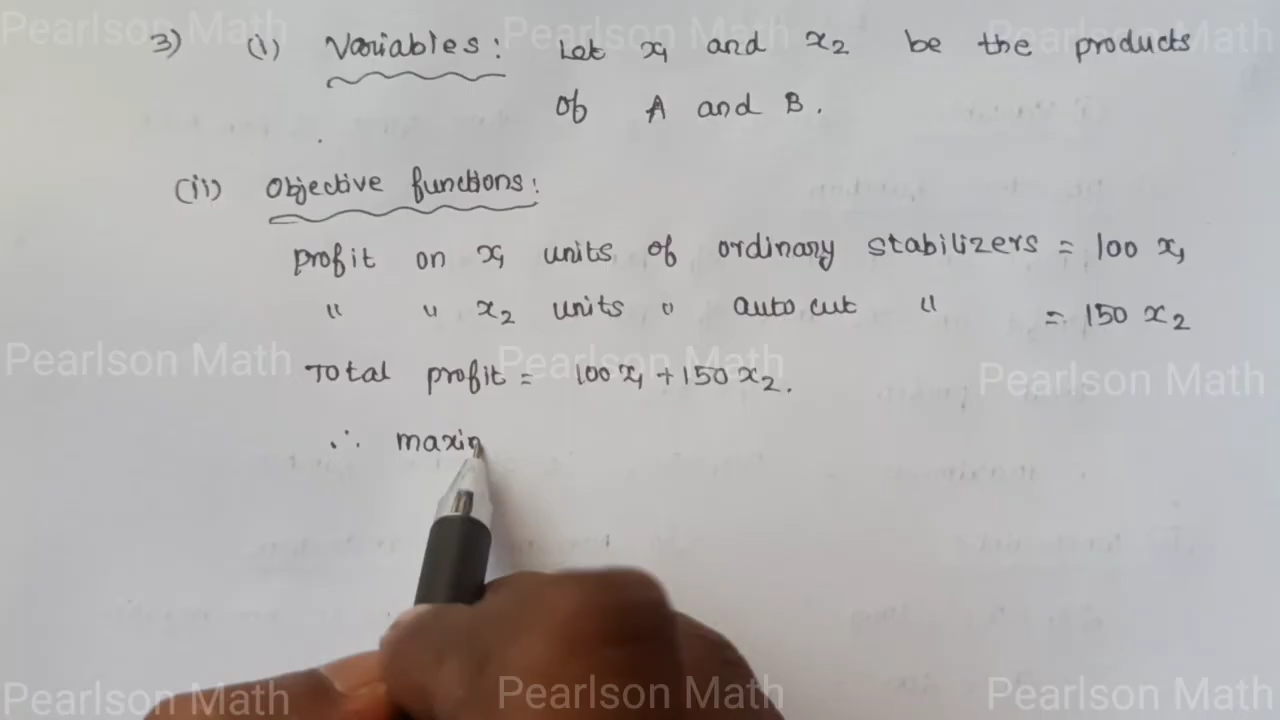 Pearlson Math Pearlson Math Pearlson Math
3) (i) Variables: Let x1 and x2 be the products
of A and B.
(ii) Objective functions:
profit on x1 units of ordinary stabilizers = 100 x1
" " x2 units " auto cut " = 150 x2
Pearlson Math Pearlson Math Pearlson Math
Total profit = 100 x1 + 150 x2.
∴ maxim
Pearlson Math Pearlson Math Pearlson Math